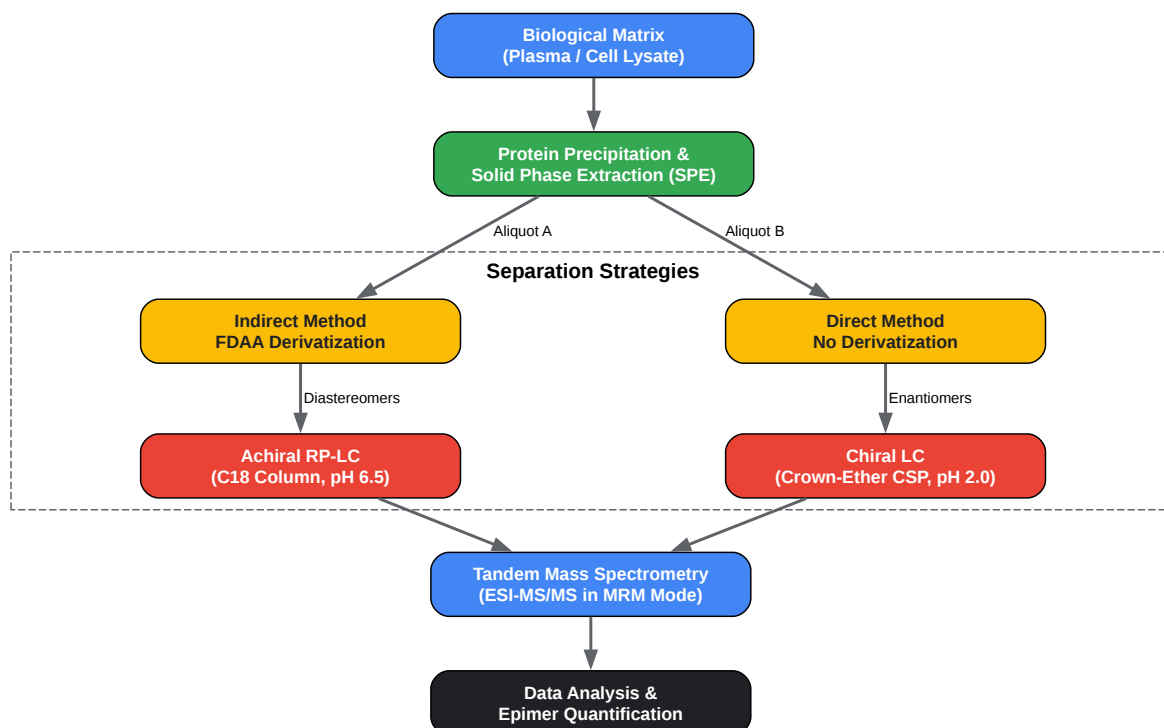 Biological Matrix
(Plasma / Cell Lysate)
Protein Precipitation &
Solid Phase Extraction (SPE)
Aliquot A
Aliquot B
Separation Strategies
Indirect Method
FDAA Derivatization
Direct Method
No Derivatization
Diastereomers
Enantiomers
Achiral RP-LC
(C18 Column, pH 6.5)
Chiral LC
(Crown-Ether CSP, pH 2.0)
Tandem Mass Spectrometry
(ESI-MS/MS in MRM Mode)
Data Analysis &
Epimer Quantification